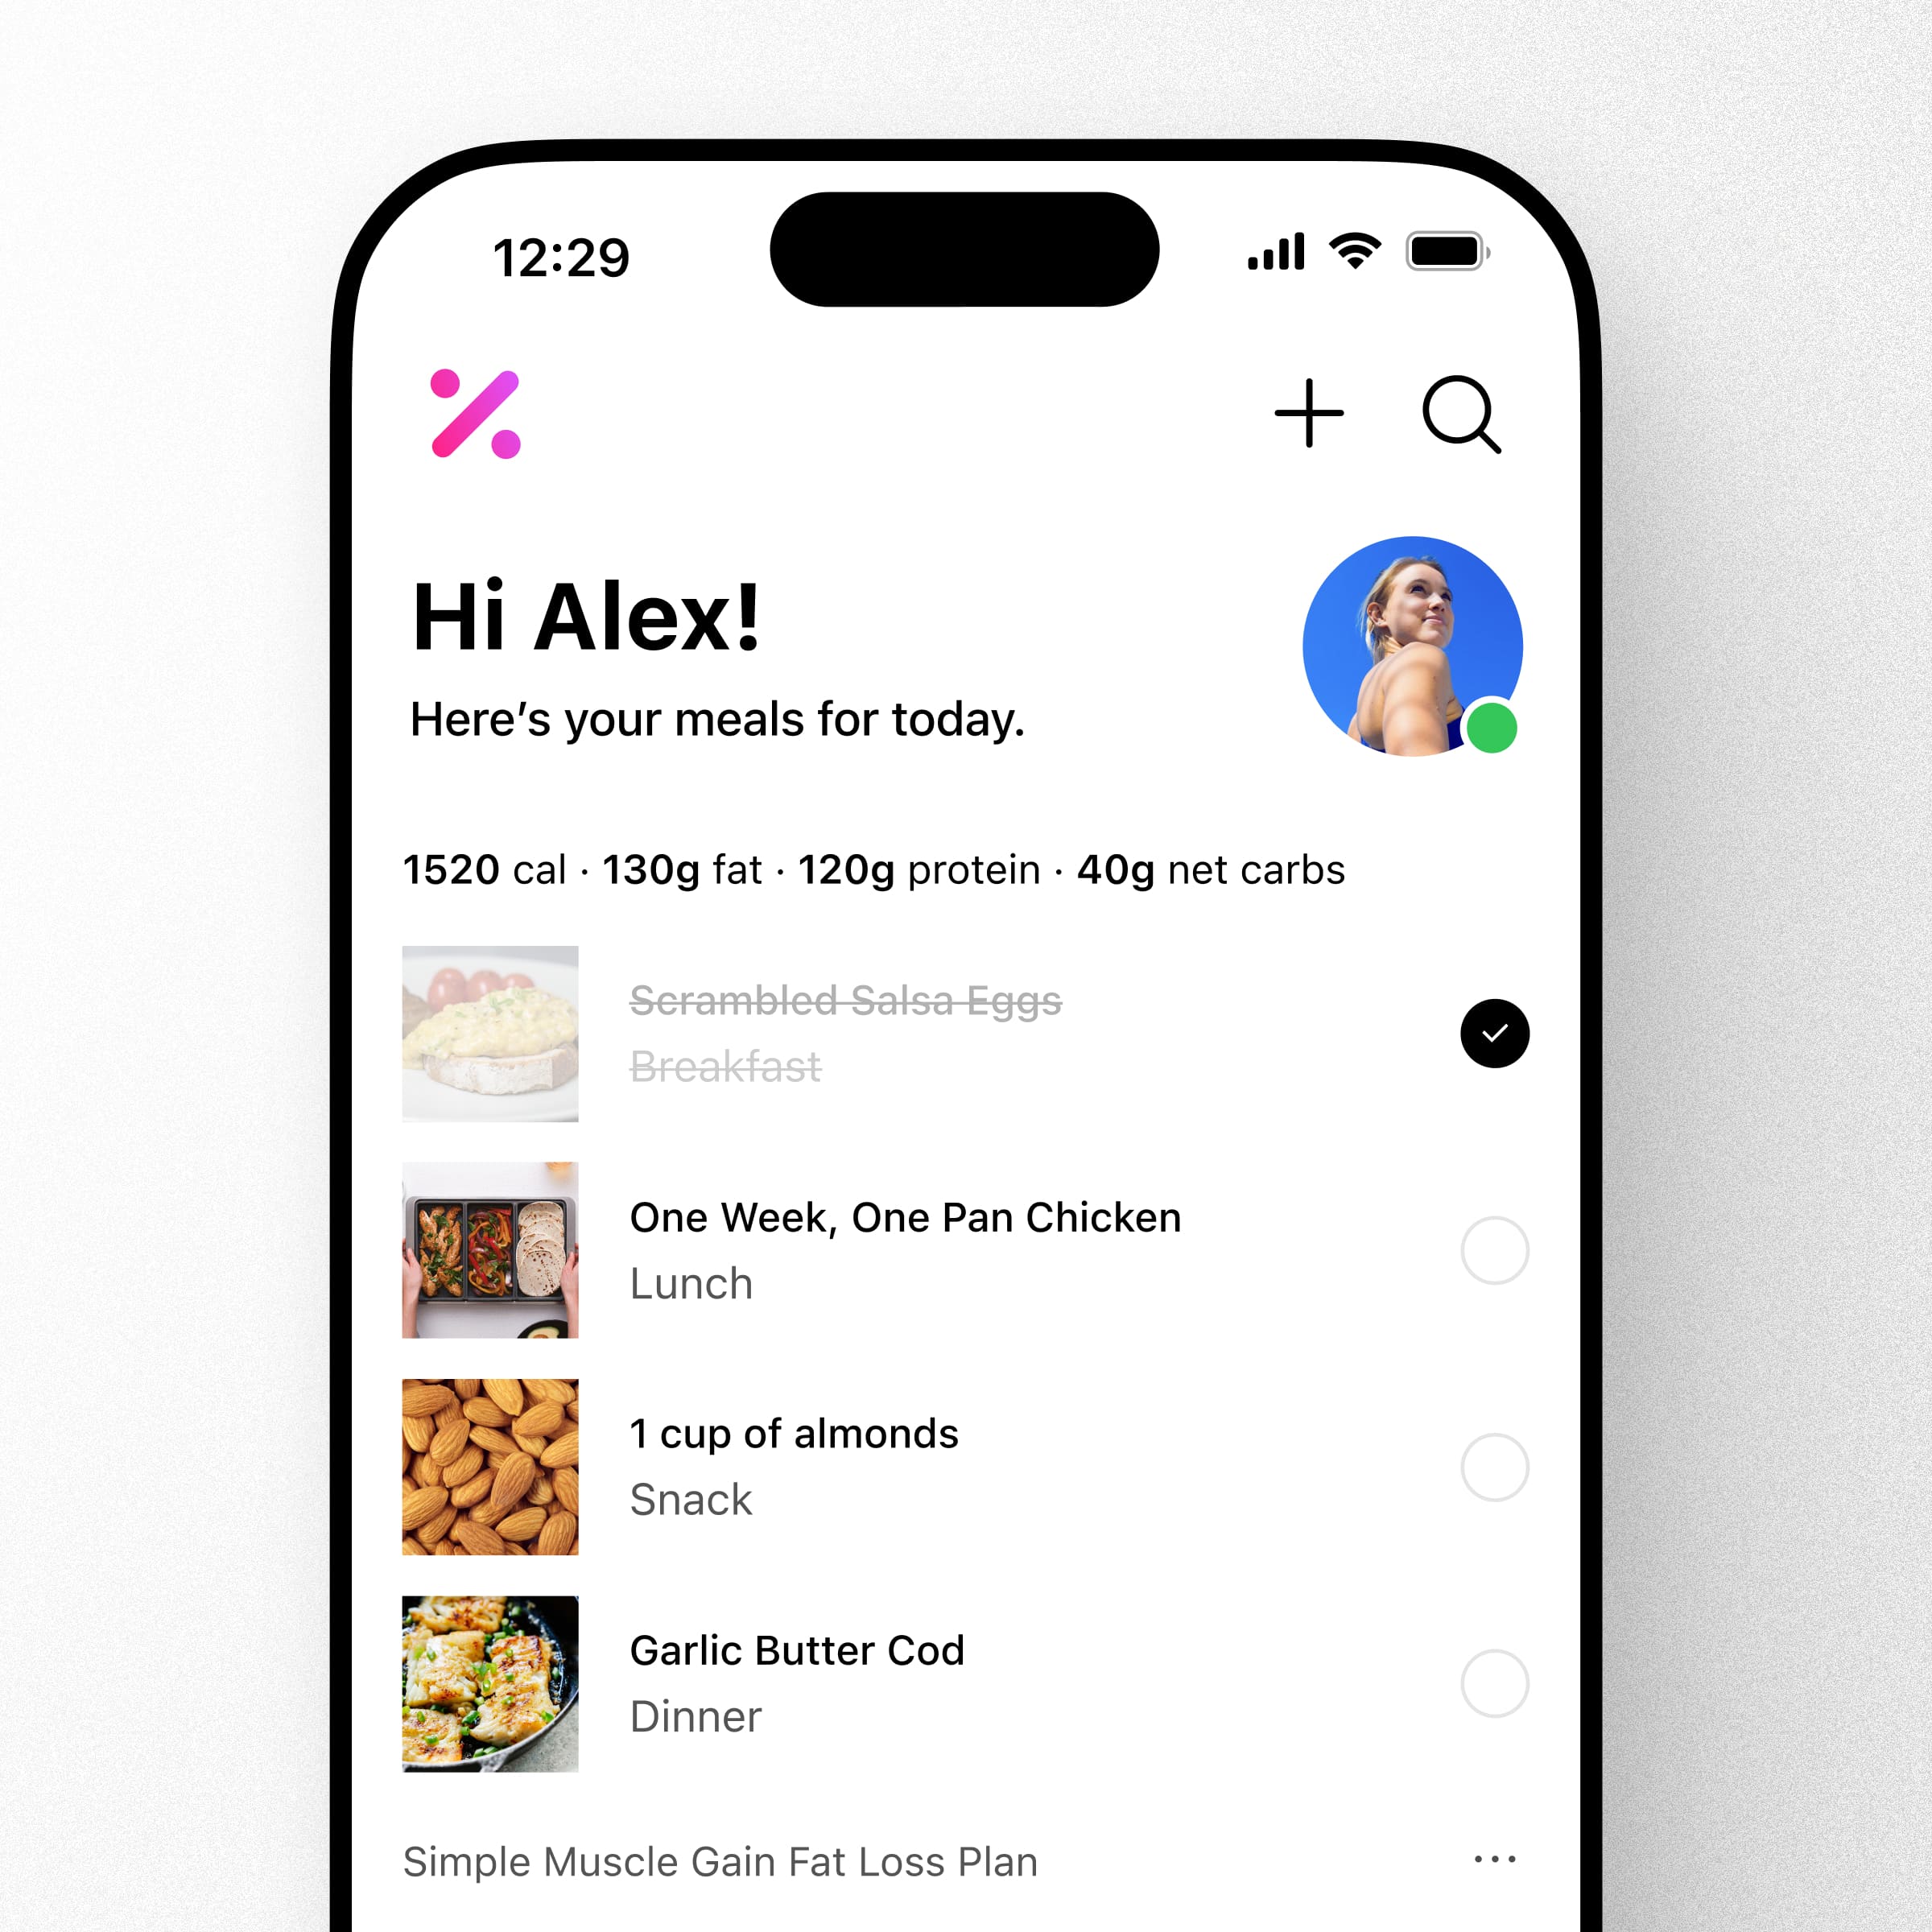 12:29
Hi Alex!
Here’s your meals for today.
1520 cal · 130g fat · 120g protein · 40g net carbs
Scrambled Salsa Eggs
Breakfast
One Week, One Pan Chicken
Lunch
1 cup of almonds
Snack
Garlic Butter Cod
Dinner
Simple Muscle Gain Fat Loss Plan